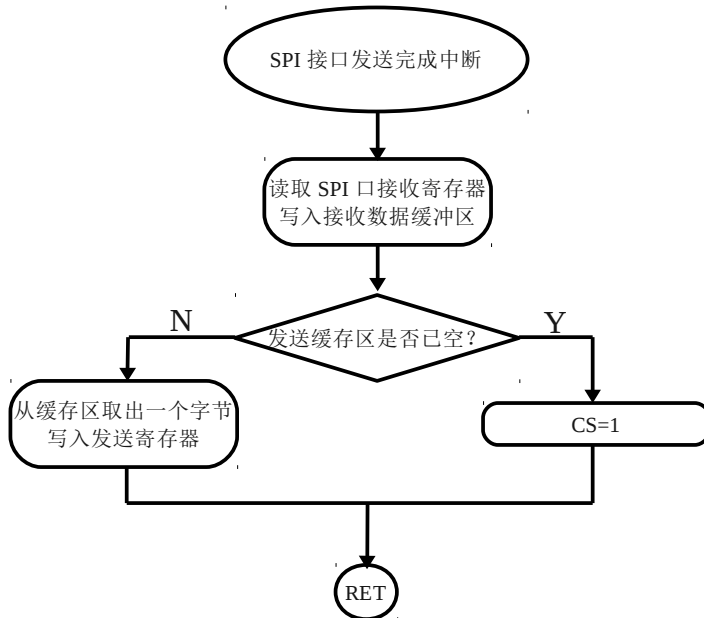 SPI 接口发送完成中断
读取 SPI 口接收寄存器
写入接收数据缓冲区
发送缓存区是否已空？
N
Y
从缓存区取出一个字节
写入发送寄存器
CS=1
RET